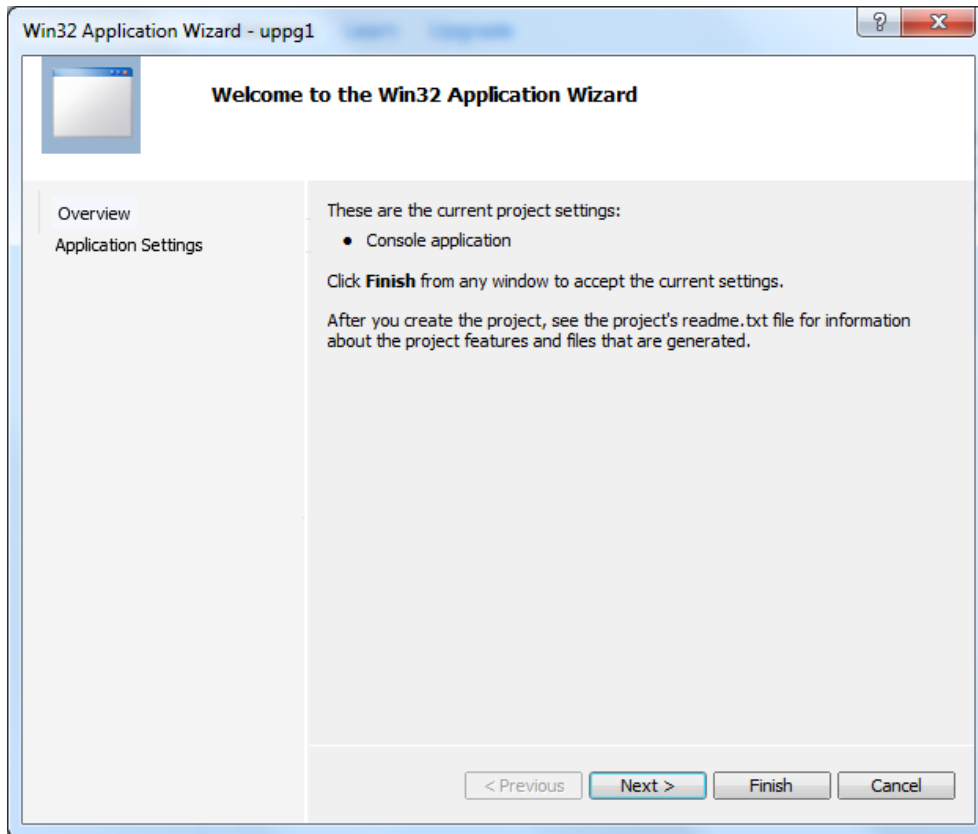 Win32 Application Wizard - uppg1
Learn Upgrade
Welcome to the Win32 Application Wizard
Overview
Application Settings
These are the current project settings:
• Console application
Click Finish from any window to accept the current settings.
After you create the project, see the project's readme.txt file for information
about the project features and files that are generated.
< Previous Next > Finish Cancel